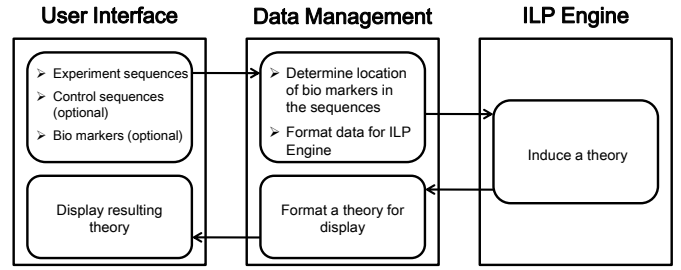 User Interface
Data Management
ILP Engine
➢ Experiment sequences
➢ Control sequences
(optional)
➢ Bio markers (optional)
➢ Determine location
of bio markers in
the sequences
➢ Format data for ILP
Engine
Induce a theory
Display resulting
theory
Format a theory for
display